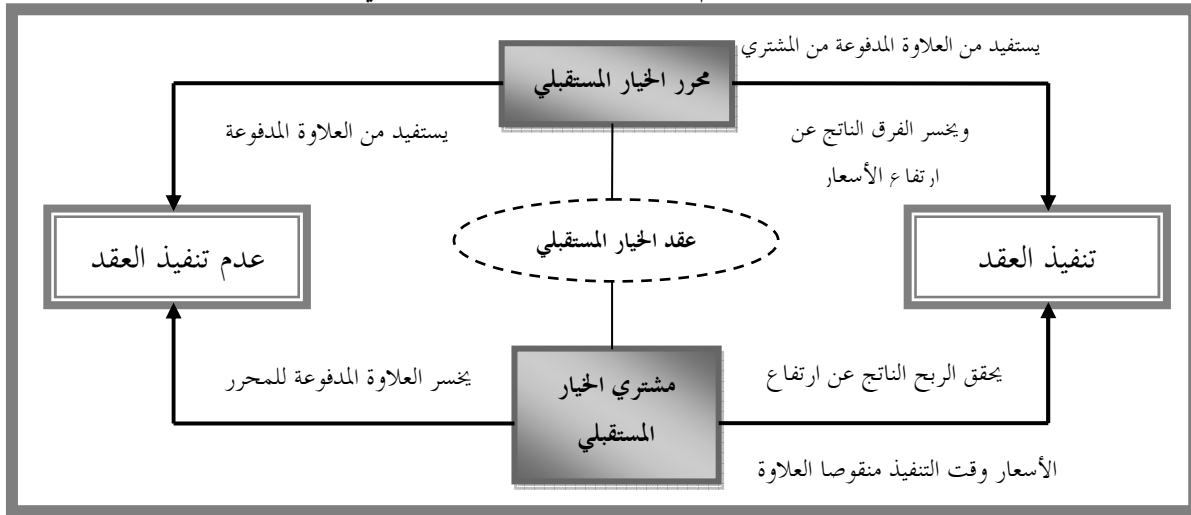 يستفيد من العلاوة المدفوعة من المشتري
محرر الخيار المستقبلي
ويخسر الفرق الناتج عن
ارتفاع الأسعار
يستفيد من العلاوة المدفوعة
تنفيذ العقد
عقد الخيار المستقبلي
عدم تنفيذ العقد
يحقق الربح الناتج عن ارتفاع
الأسعار وقت التنفيذ منقوصا العلاوة
مشتري الخيار
المستقبلي
يخسر العلاوة المدفوعة للمحرر